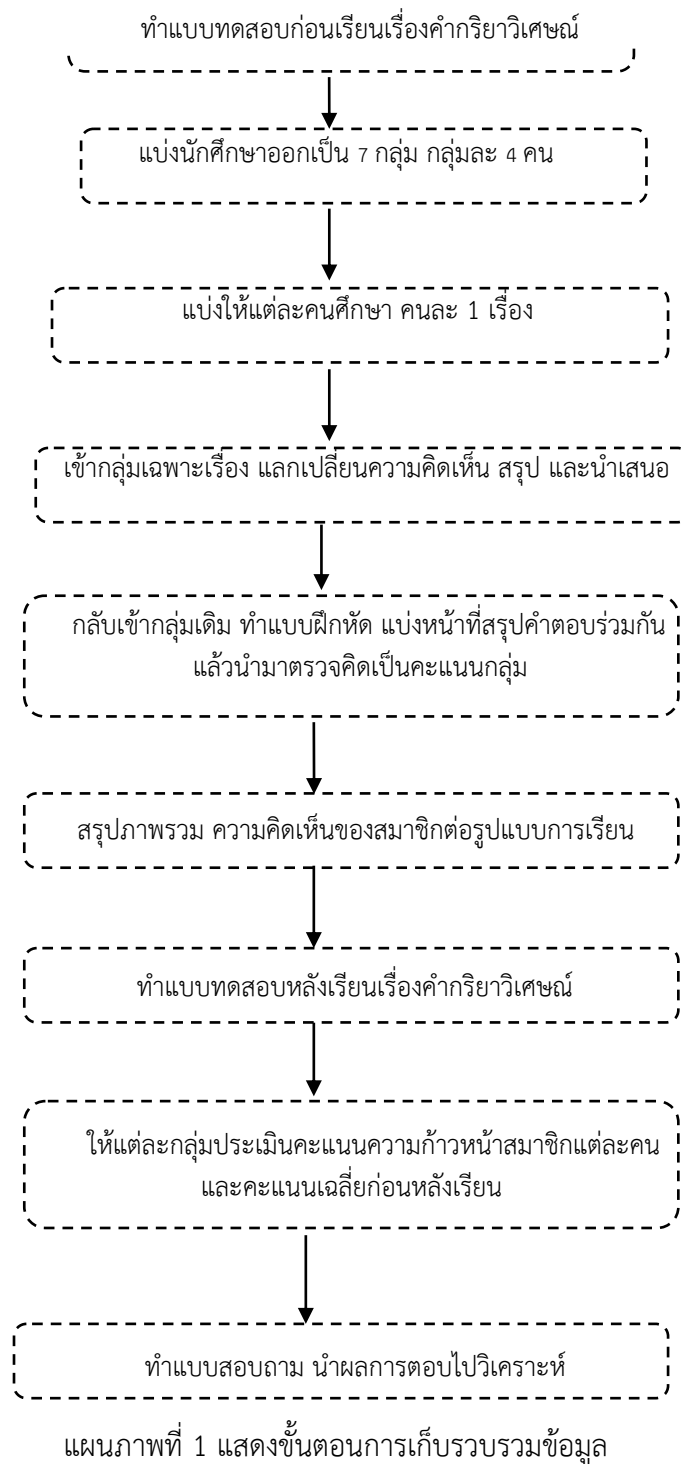 ทำแบบทดสอบก่อนเรียนเรื่องคำกริยาวิเศษณ์
แบ่งนักศึกษาออกเป็น 7 กลุ่ม กลุ่มละ 4 คน
แบ่งให้แต่ละคนศึกษา คนละ 1 เรื่อง
เข้ากลุ่มเฉพาะเรื่อง แลกเปลี่ยนความคิดเห็น สรุป และนำเสนอ
กลับเข้ากลุ่มเดิม ทำแบบฝึกหัด แบ่งหน้าที่สรุปคำตอบร่วมกัน
แล้วนำมาตรวจคิดเป็นคะแนนกลุ่ม
สรุปภาพรวม ความคิดเห็นของสมาชิกต่อรูปแบบการเรียน
ทำแบบทดสอบหลังเรียนเรื่องคำกริยาวิเศษณ์
ให้แต่ละกลุ่มประเมินคะแนนความก้าวหน้าสมาชิกแต่ละคน
และคะแนนเฉลี่ยก่อนหลังเรียน
ทำแบบสอบถาม นำผลการตอบไปวิเคราะห์
แผนภาพที่ 1 แสดงขั้นตอนการเก็บรวบรวมข้อมูล